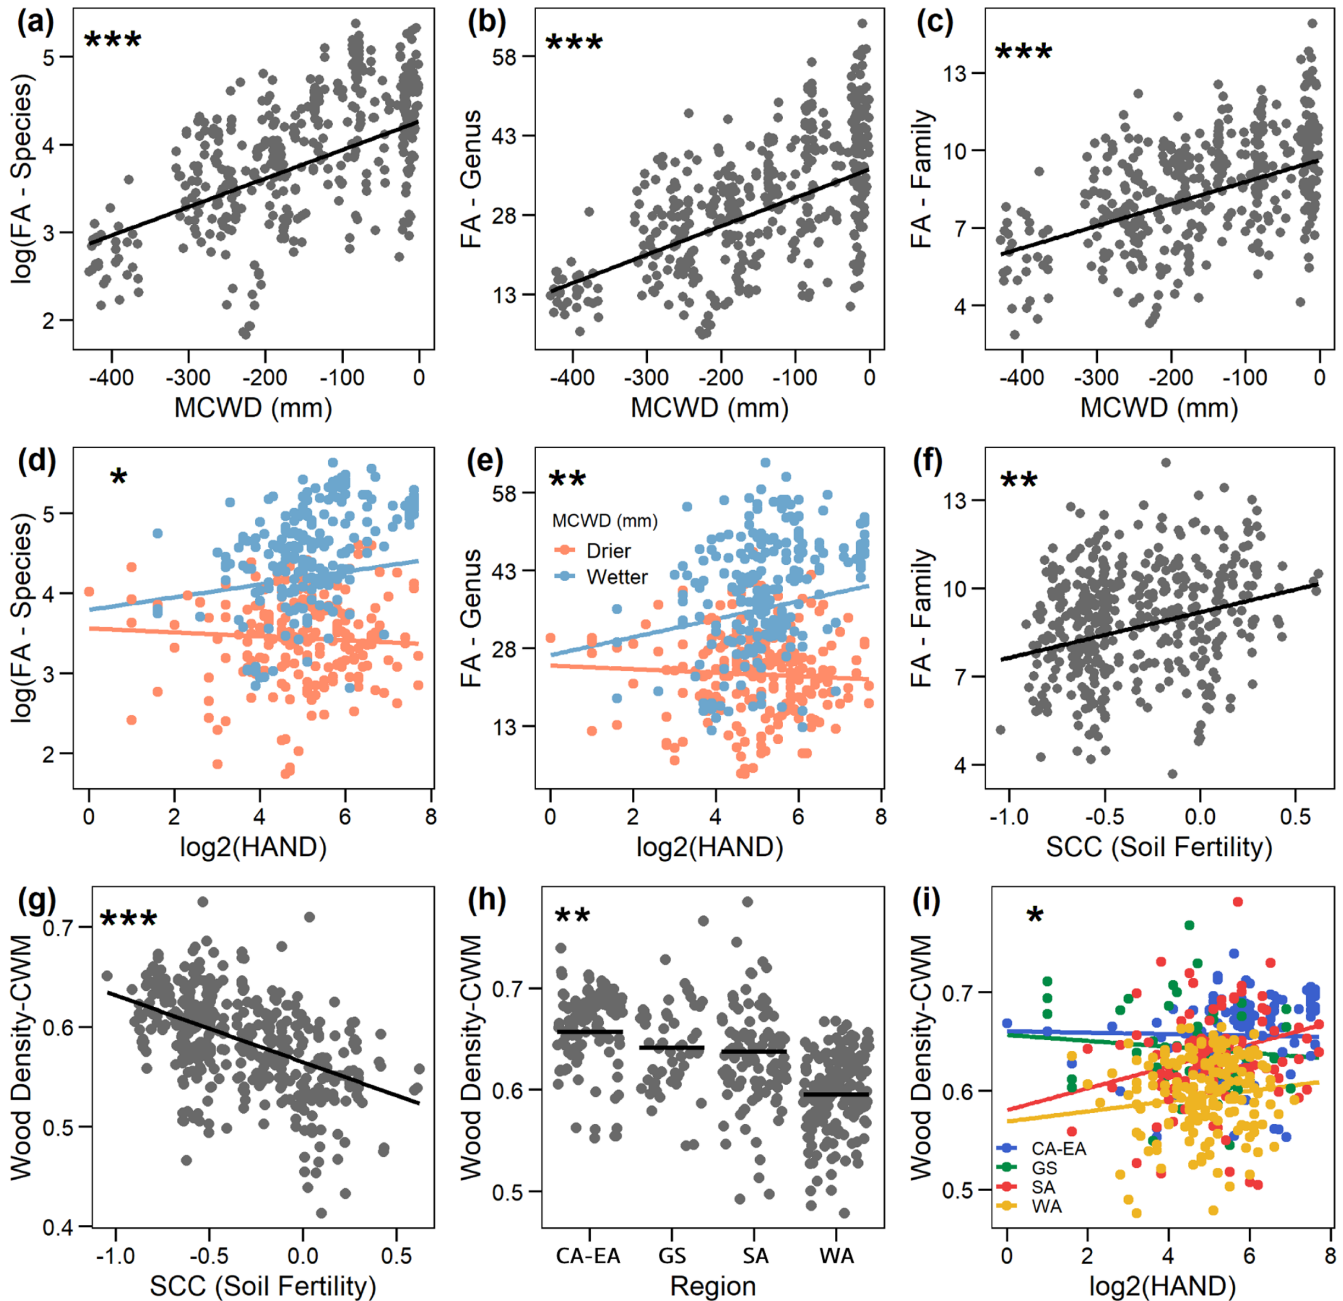 (a)
***
log(FA - Species)
5
4
3
2
-400 -300 -200 -100 0
MCWD (mm)
(b)
***
FA - Genus
58
43
28
13
-400 -300 -200 -100 0
MCWD (mm)
(c)
***
FA - Family
13
10
7
4
-400 -300 -200 -100 0
MCWD (mm)
(d)
*
log(FA - Species)
5
4
3
2
0 2 4 6 8
log2(HAND)
(e)
**
MCWD (mm)
Drier
Wetter
FA - Genus
58
43
28
13
0 2 4 6 8
log2(HAND)
(f)
**
FA - Family
13
10
7
4
-1.0 -0.5 0.0 0.5
SCC (Soil Fertility)
(g)
***
Wood Density-CWM
0.7
0.6
0.5
0.4
-1.0 -0.5 0.0 0.5
SCC (Soil Fertility)
(h)
**
Wood Density-CWM
0.7
0.6
0.5
CA-EA GS SA WA
Region
(i)
*
Wood Density-CWM
0.7
0.6
0.5
CA-EA
GS
SA
WA
0 2 4 6 8
log2(HAND)